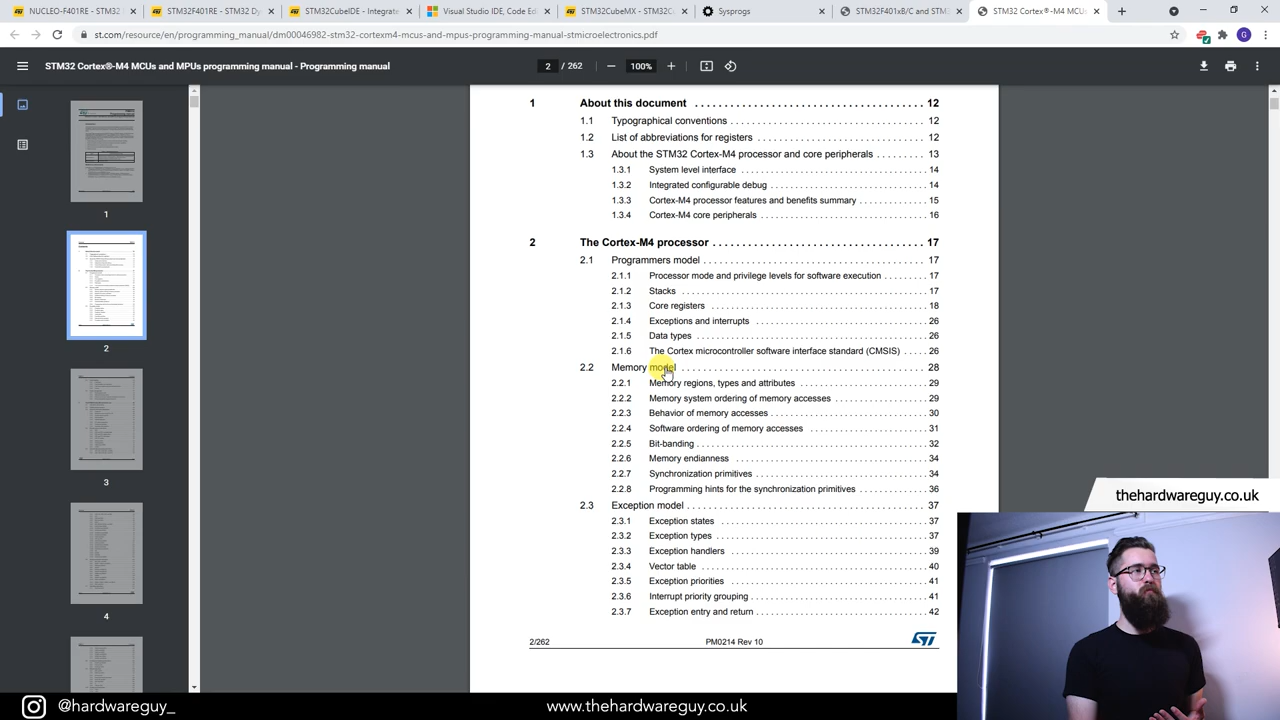 NUCLEO-F401RE - STM32
STM32F401RE - STM32 Dy
STM32CubeIDE - Integrate
Visual Studio IDE, Code Edi
STM32CubeMX - STM32C
Sysprogs
STM32F401xB/C and STM
STM32 Cortex®-M4 MCUs
st.com/resource/en/programming_manual/dm00046982-stm32-cortexm4-mcus-and-mpus-programming-manual-stmicroelectronics.pdf
G
STM32 Cortex®-M4 MCUs and MPUs programming manual - Programming manual
2 / 262
100%
1 About this document 12
1.1 Typographical conventions 12
1.2 List of abbreviations for registers 12
1.3 About the STM32 Cortex-M4 processor and core peripherals 13
1.3.1 System level interface 14
1.3.2 Integrated configurable debug 14
1.3.3 Cortex-M4 processor features and benefits summary 15
1.3.4 Cortex-M4 core peripherals 16
2 The Cortex-M4 processor 17
2.1 Programmers model 17
2.1.1 Processor mode and privilege levels for software execution 17
2.1.2 Stacks 17
2.1.3 Core registers 18
2.1.4 Exceptions and interrupts 26
2.1.5 Data types 26
2.1.6 The Cortex microcontroller software interface standard (CMSIS) 26
2.2 Memory model 28
2.2.1 Memory regions, types and attributes 29
2.2.2 Memory system ordering of memory accesses 29
2.2.3 Behavior of memory accesses 30
2.2.4 Software ordering of memory accesses 31
2.2.5 Bit-banding 32
2.2.6 Memory endianness 34
2.2.7 Synchronization primitives 34
2.2.8 Programming hints for the synchronization primitives 36
2.3 Exception model 37
2.3.1 Exception states 37
2.3.2 Exception types 37
2.3.3 Exception handlers 39
2.3.4 Vector table 40
2.3.5 Exception priorities 41
2.3.6 Interrupt priority grouping 41
2.3.7 Exception entry and return 42
2/262
PM0214 Rev 10
ST
1
2
3
4
thehardwareguy.co.uk
@hardwareguy_
www.thehardwareguy.co.uk